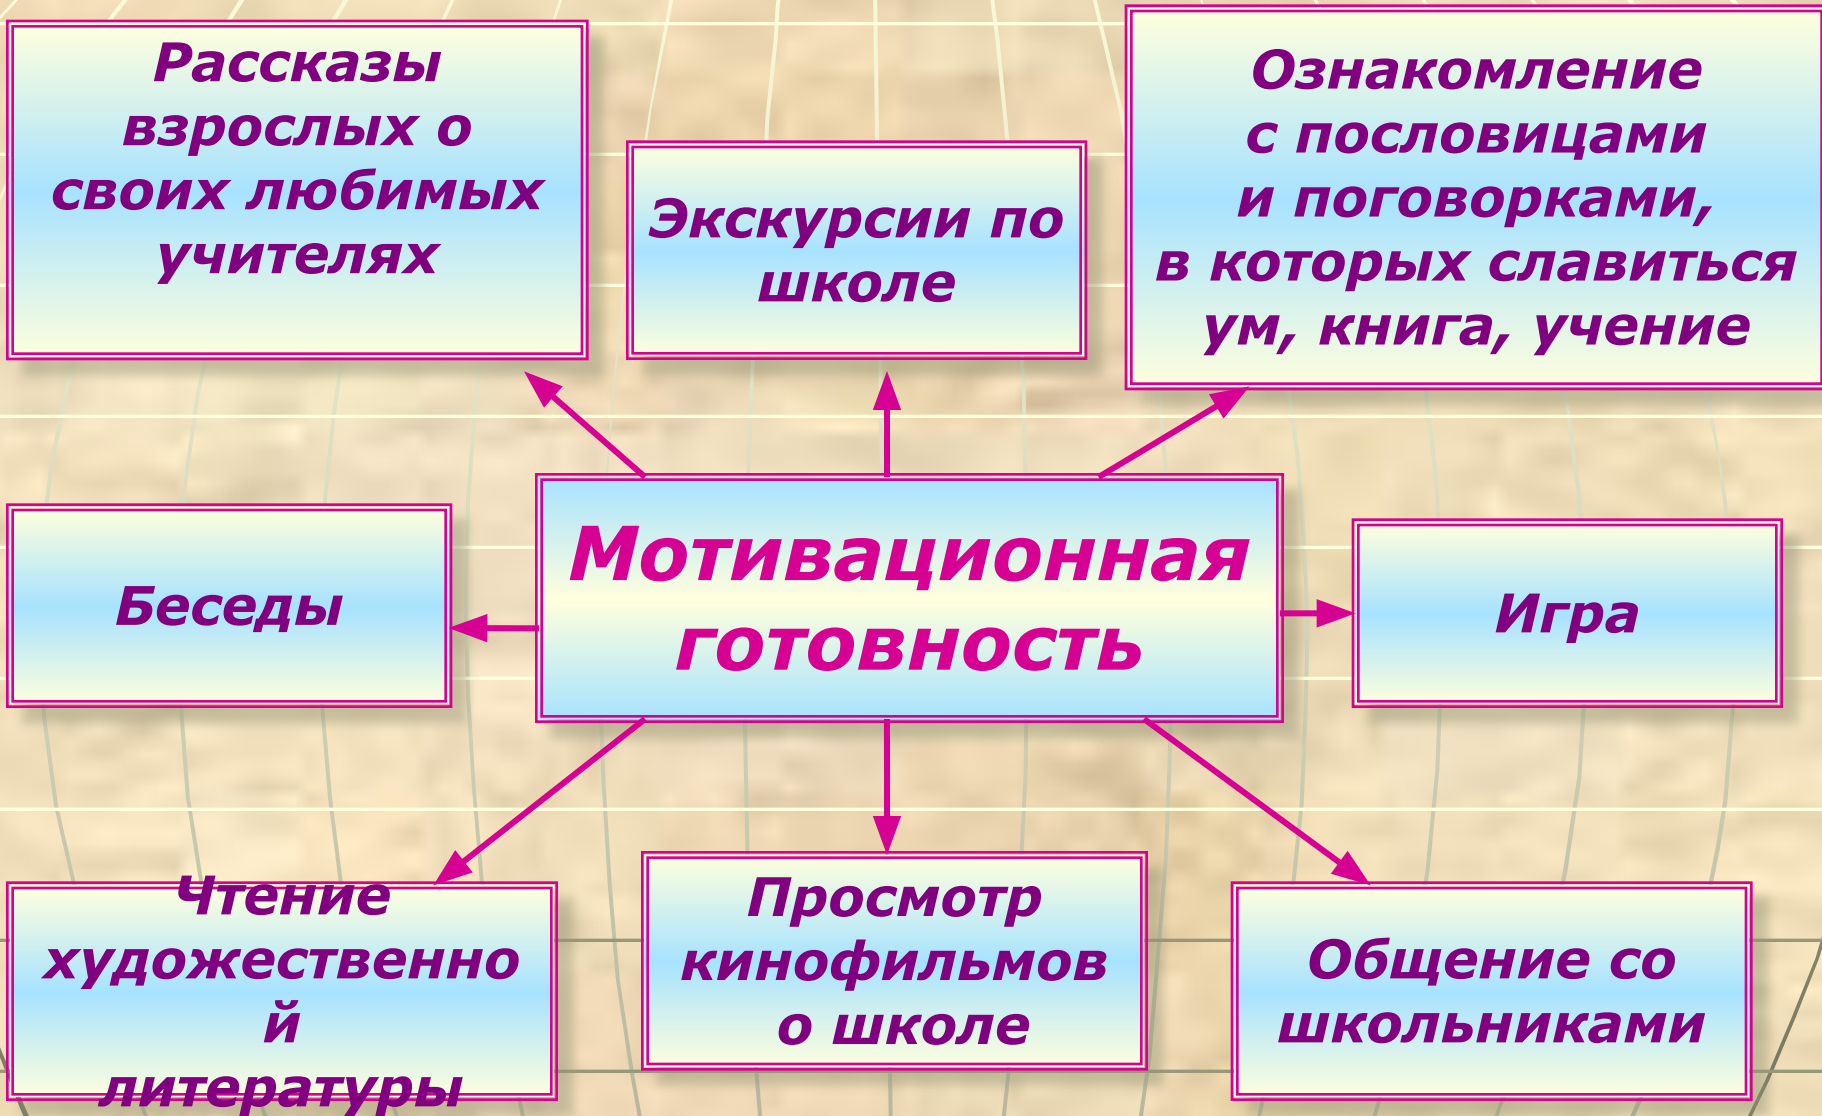 Рассказы
взрослых о
своих любимых
учителях
Экскурсии по
школе
Ознакомление
с пословицами
и поговорками,
в которых славиться
ум, книга, учение
Беседы
Мотивационная
готовность
Игра
Чтение
художественно
й
литературы
Просмотр
кинофильмов
о школе
Общение со
школьниками